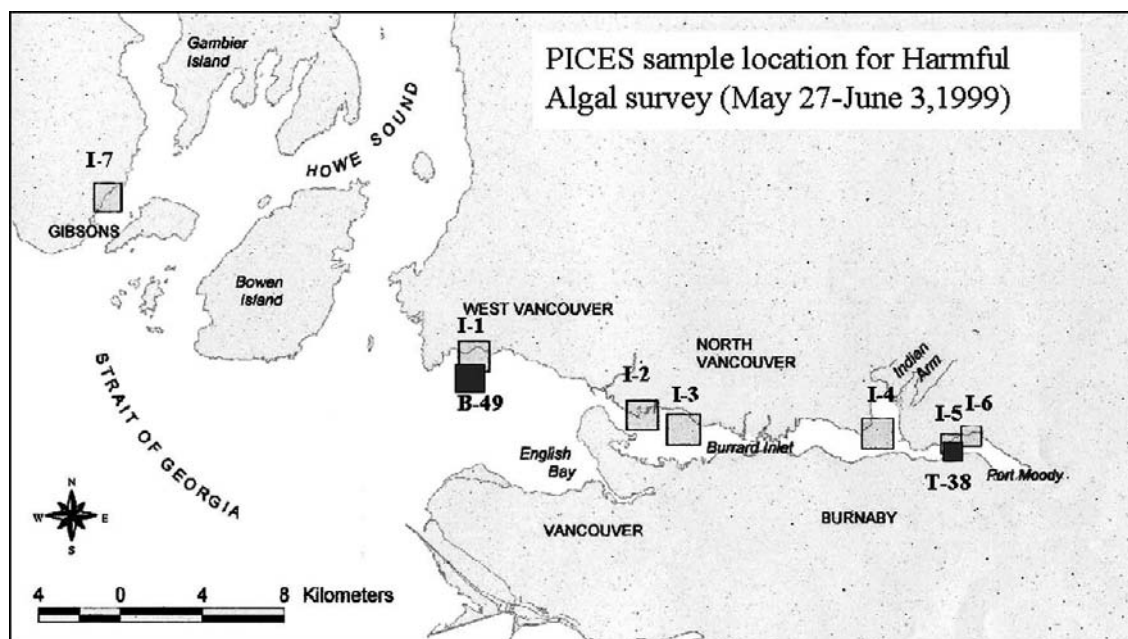 PICES sample location for Harmful
Algal survey (May 27-June 3,1999)
Gambier
Island
HOWE SOUND
I-7
GIBSONS
Bowen
Island
WEST VANCOUVER
I-1
B-49
NORTH
VANCOUVER
Indian
Arm
I-2
I-3
I-4
I-5
I-6
STRAIT OF GEORGIA
English
Bay
Burrard Inlet
T-38
Port Moody
VANCOUVER
BURNABY
N
W
E
S
4 0 4 8 Kilometers